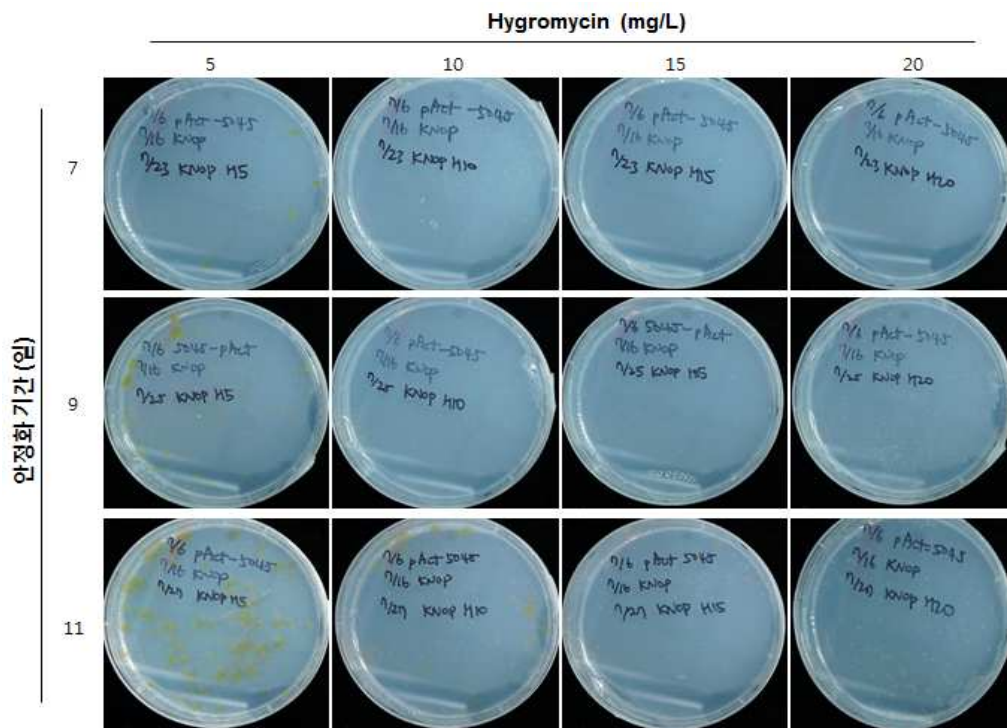 Hygromycin (mg/L)
5 10 15 20
안정화 기간 (일)
7
7/6 pAct-5045
7/16 KNOP
7/23 KNOP H5
7/6 pAct-5045
7/16 KNOP
7/23 KNOP H10
7/6 pAct-5045
7/16 KNOP
7/23 KNOP H15
7/6 pAct-5045
7/16 KNOP
7/23 KNOP H20
9
7/6 5045-pAct
7/16 KNOP
7/25 KNOP H5
7/6 pAct-5045
7/16 KNOP
7/25 KNOP H10
7/6 5045-pAct
7/16 KNOP
7/25 KNOP H15
7/6 pAct-5045
7/16 KNOP
7/25 KNOP H20
11
7/6 pAct-5045
7/16 KNOP
7/27 KNOP H5
7/6 pAct-5045
7/16 KNOP
7/27 KNOP H10
7/6 pAct-5045
7/16 KNOP
7/27 KNOP H15
7/6 pAct-5045
7/16 KNOP
7/27 KNOP H20